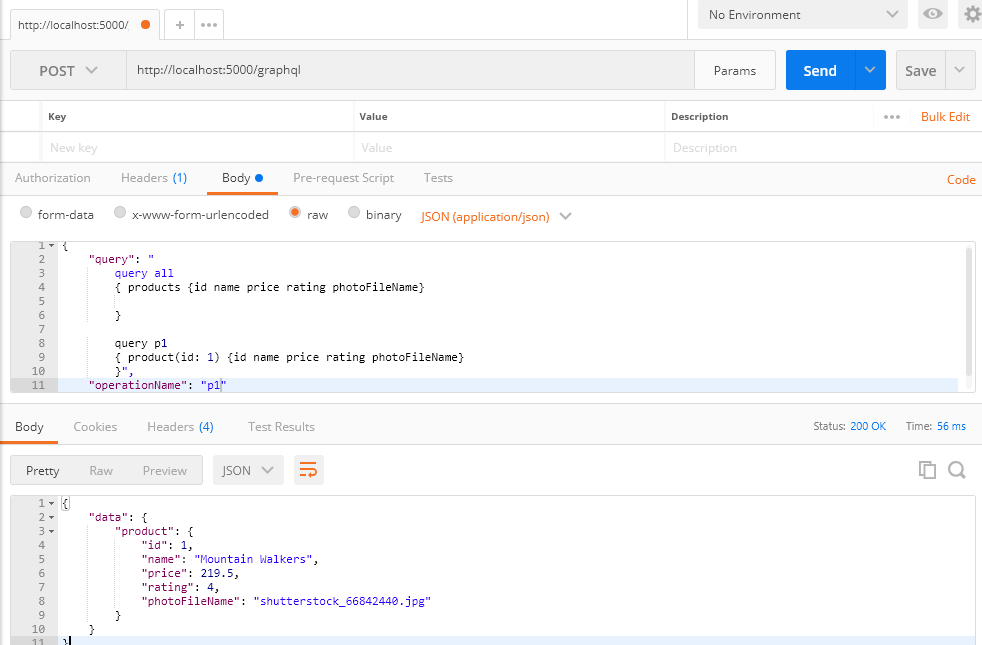 http://localhost:5000/ + ••• No Environment
POST http://localhost:5000/graphql Params Send Save
Key Value Description ••• Bulk Edit
New key Value Description
Authorization Headers (1) Body Pre-request Script Tests Code
form-data x-www-form-urlencoded raw binary JSON (application/json)
1 {
2 "query": "
3 query all
4 { products {id name price rating photoFileName}
5
6 }
7
8 query p1
9 { product(id: 1) {id name price rating photoFileName}
10 }",
11 "operationName": "p1"
Body Cookies Headers (4) Test Results Status: 200 OK Time: 56 ms
Pretty Raw Preview JSON
1 {
2 "data": {
3 "product": {
4 "id": 1,
5 "name": "Mountain Walkers",
6 "price": 219.5,
7 "rating": 4,
8 "photoFileName": "shutterstock_66842440.jpg"
9 }
10 }
11 }